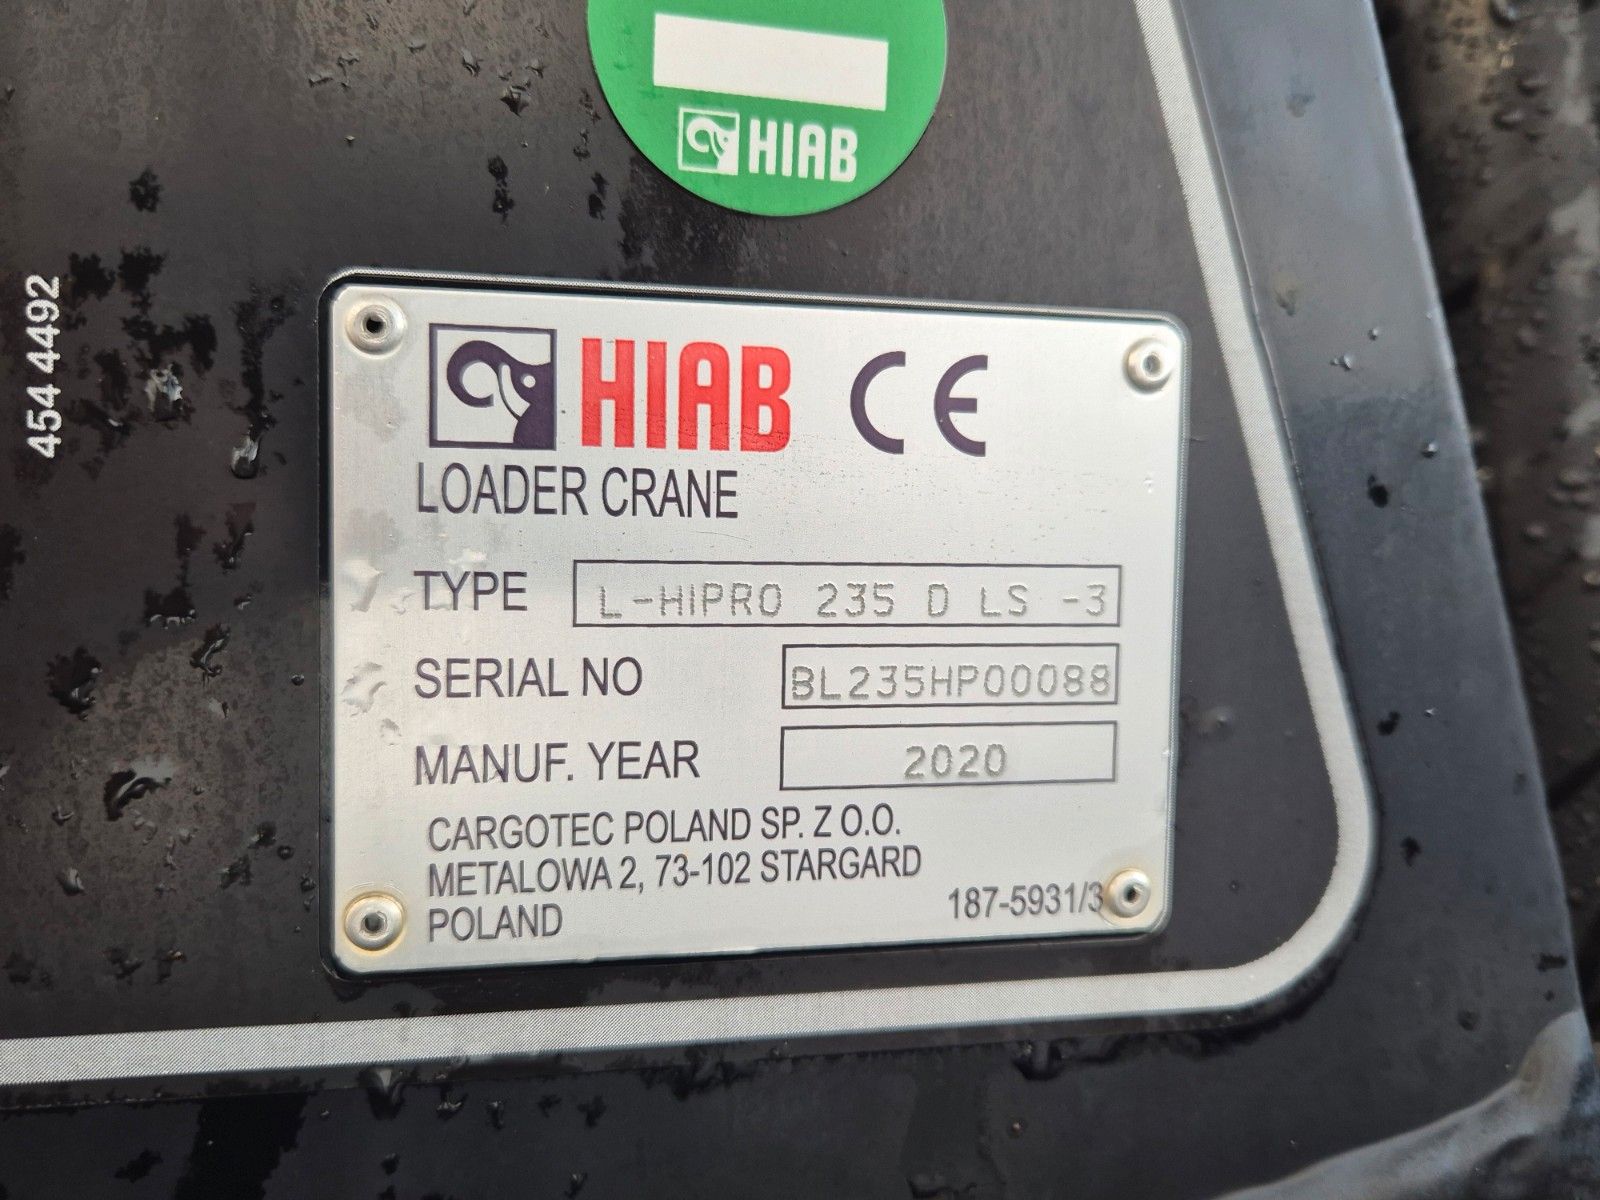 HIAB
454 4492
HIAB CE
LOADER CRANE
TYPE L-HIPRO 235 D LS -3
SERIAL NO BL235HP00088
MANUF. YEAR 2020
CARGOTEC POLAND SP. Z O.O.
METALOWA 2, 73-102 STARGARD
POLAND
187-5931/3